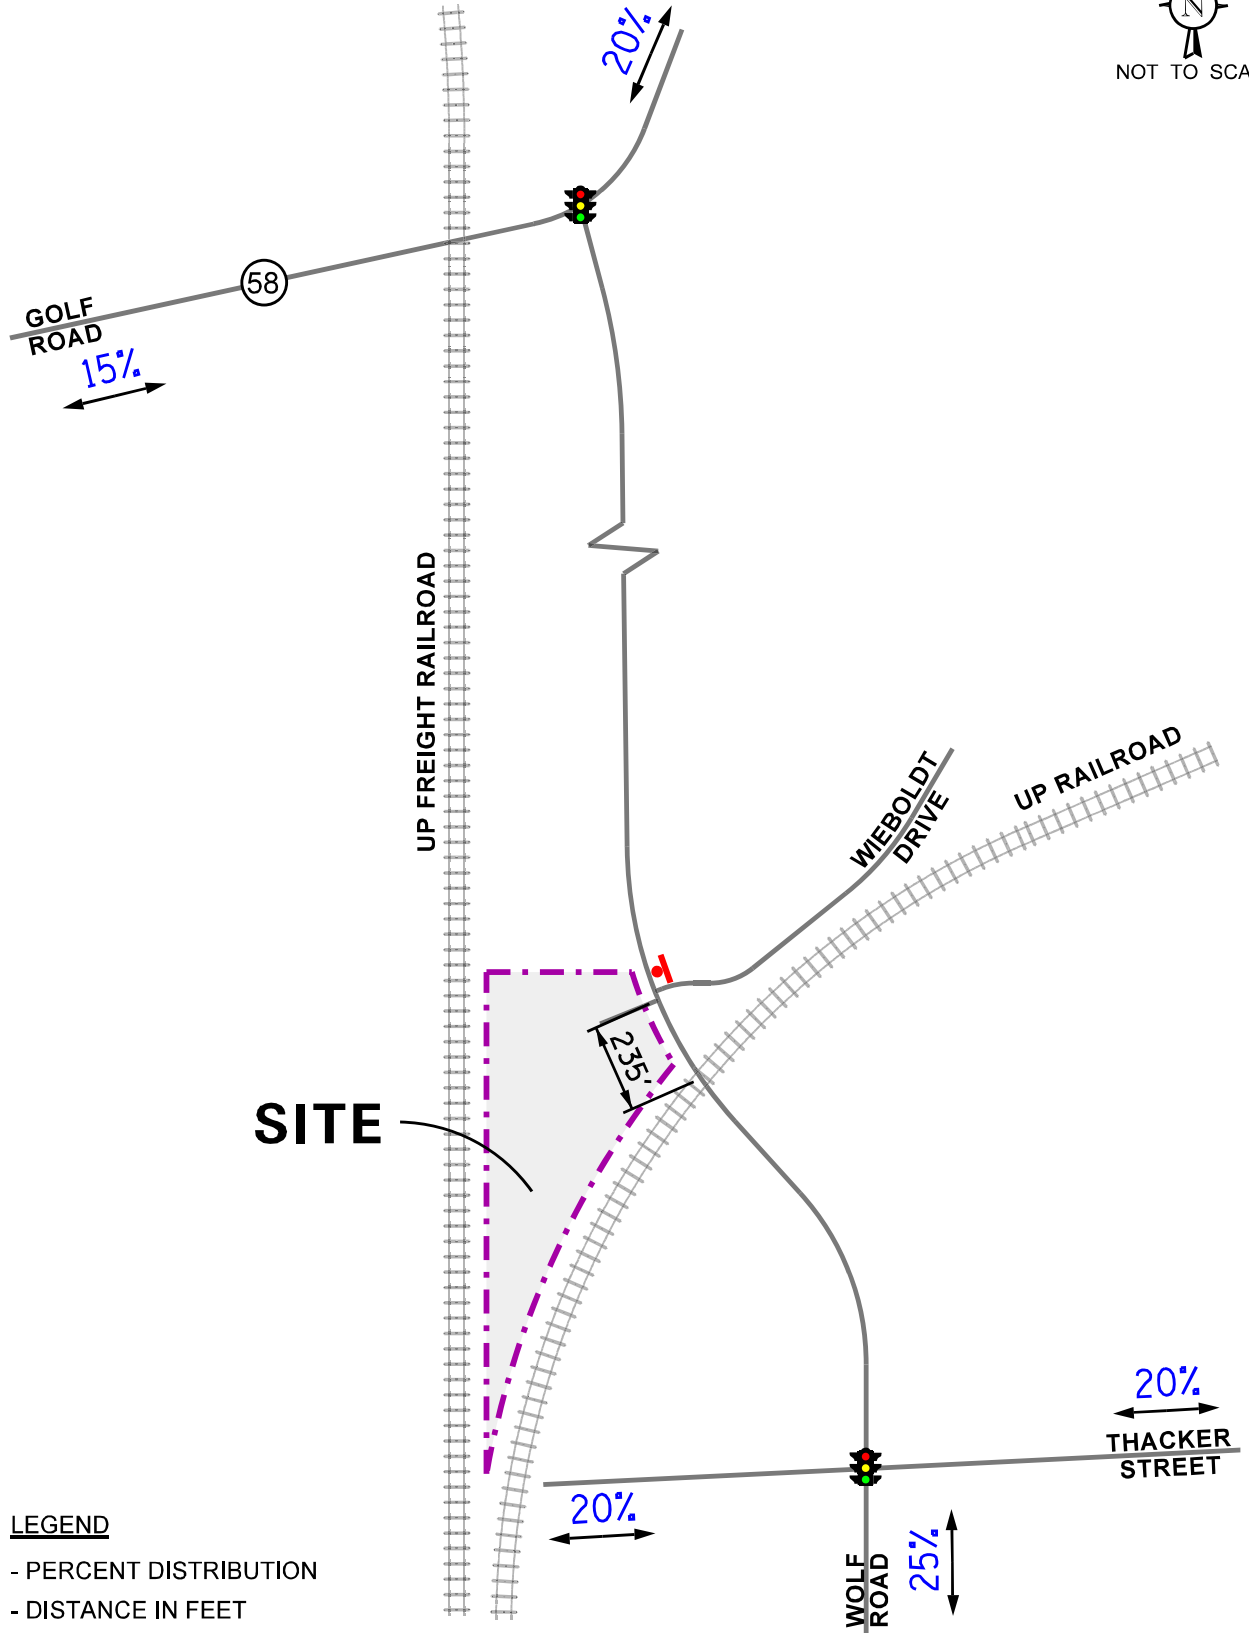 20%
N
NOT TO SCA
58
GOLF
ROAD
15%
UP FREIGHT RAILROAD
UP RAILROAD
WIEBOLDT
DRIVE
235'
SITE
20%
THACKER
STREET
20%
WOLF
ROAD
25%
LEGEND
- PERCENT DISTRIBUTION
- DISTANCE IN FEET